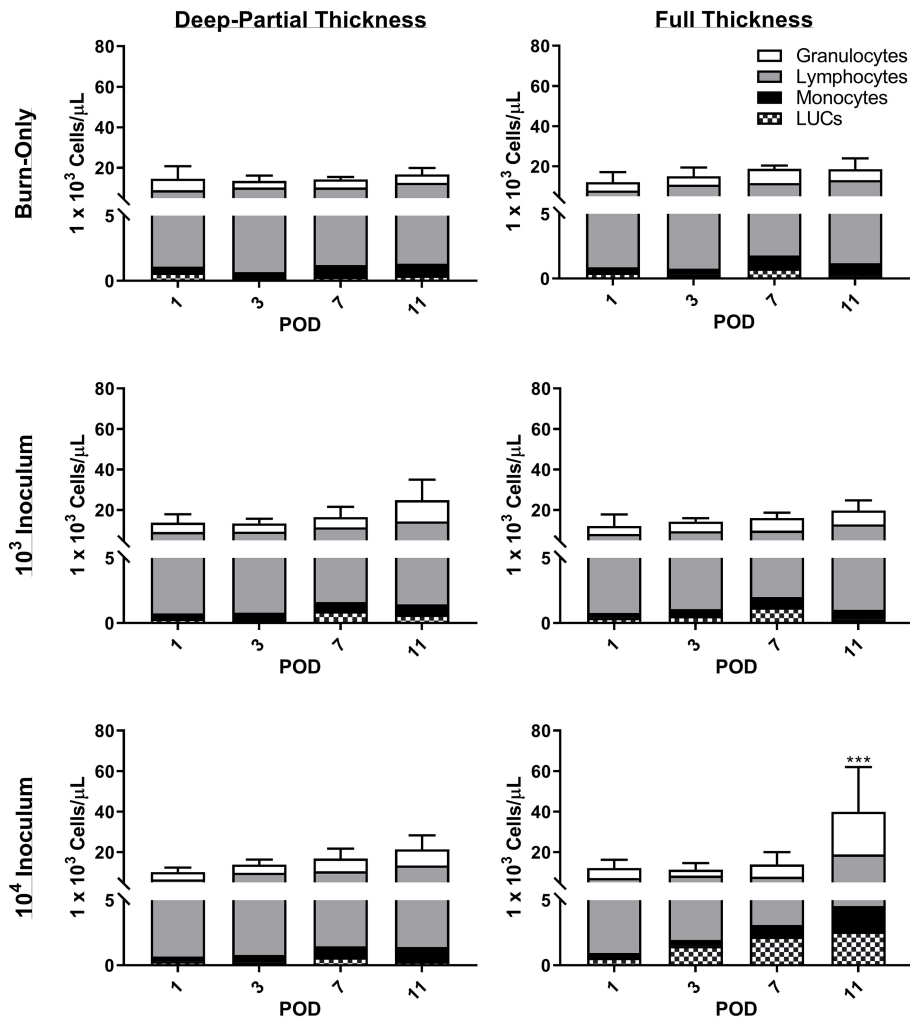 Deep-Partial Thickness
Full Thickness
Burn-Only
1 x 10³ Cells/µL
80
60
40
20
5
0
1
3
7
11
POD
1 x 10³ Cells/µL
80
60
40
20
5
0
Granulocytes
Lymphocytes
Monocytes
LUCs
1
3
7
11
POD
10³ Inoculum
1 x 10³ Cells/µL
80
60
40
20
5
0
1
3
7
11
POD
1 x 10³ Cells/µL
80
60
40
20
5
0
1
3
7
11
POD
10⁴ Inoculum
1 x 10³ Cells/µL
80
60
40
20
5
0
1
3
7
11
POD
1 x 10³ Cells/µL
80
60
40
20
5
0
***
1
3
7
11
POD